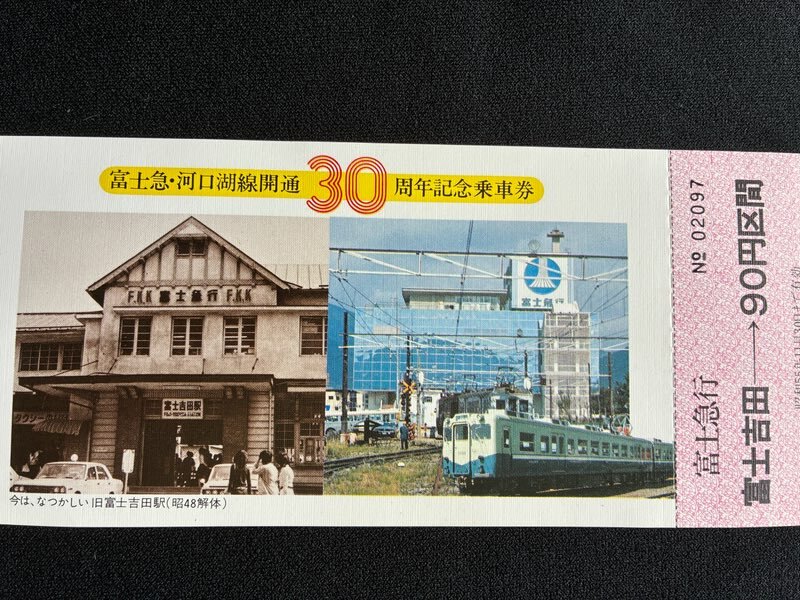 富士急・河口湖線開通30周年記念乗車券
F.K.K 富士急行 F.K.K
富士吉田駅
富士急行
今は、なつかしい 旧富士吉田駅(昭48解体)
№ 02097
富士吉田→90円区間
富士急行